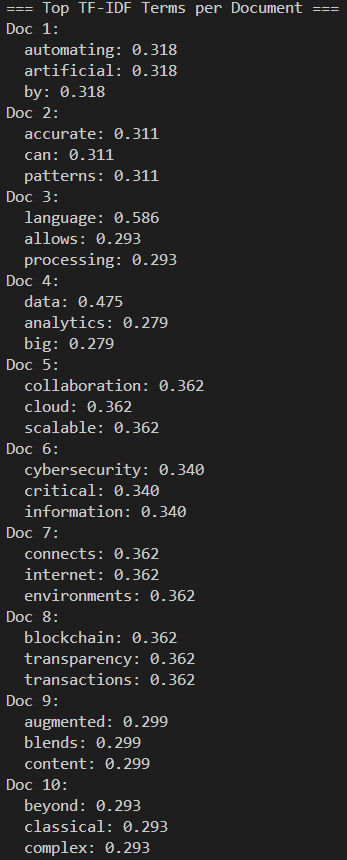 === Top TF-IDF Terms per Document ===
Doc 1:
  automating: 0.318
  artificial: 0.318
  by: 0.318
Doc 2:
  accurate: 0.311
  can: 0.311
  patterns: 0.311
Doc 3:
  language: 0.586
  allows: 0.293
  processing: 0.293
Doc 4:
  data: 0.475
  analytics: 0.279
  big: 0.279
Doc 5:
  collaboration: 0.362
  cloud: 0.362
  scalable: 0.362
Doc 6:
  cybersecurity: 0.340
  critical: 0.340
  information: 0.340
Doc 7:
  connects: 0.362
  internet: 0.362
  environments: 0.362
Doc 8:
  blockchain: 0.362
  transparency: 0.362
  transactions: 0.362
Doc 9:
  augmented: 0.299
  blends: 0.299
  content: 0.299
Doc 10:
  beyond: 0.293
  classical: 0.293
  complex: 0.293